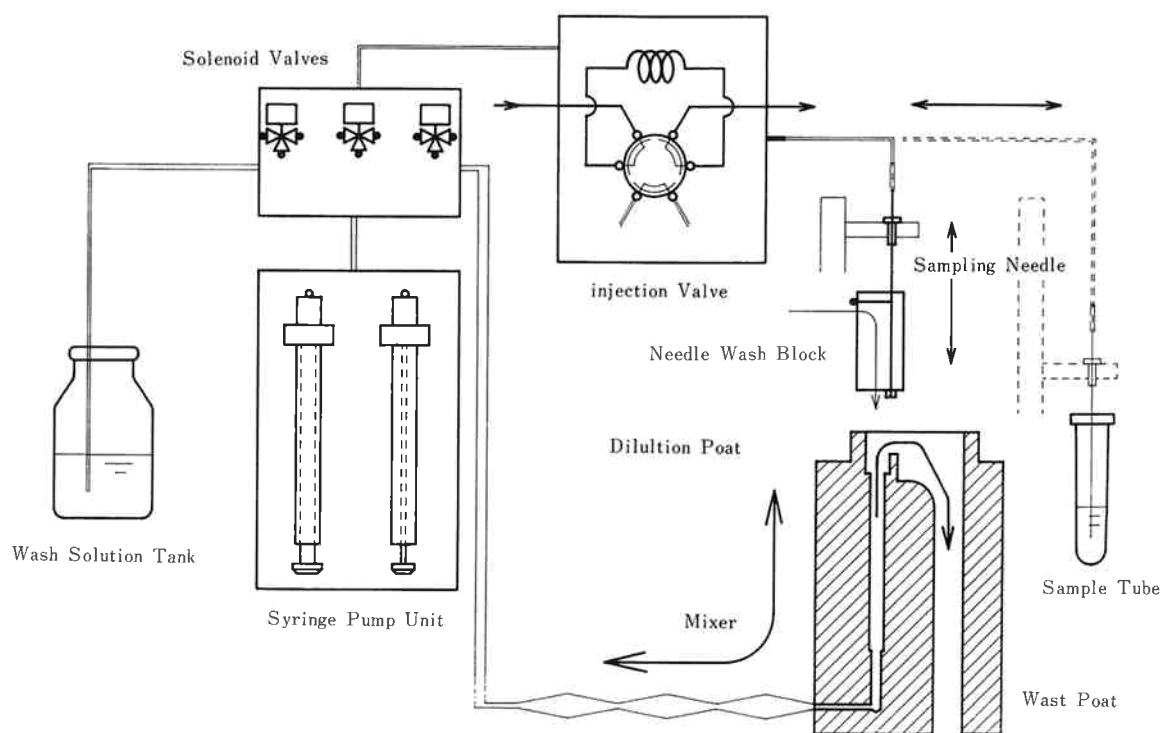 Solenoid Valves
injection Valve
Sampling Needle
Needle Wash Block
Dilultion Poat
Wash Solution Tank
Syringe Pump Unit
Mixer
Sample Tube
Wast Poat